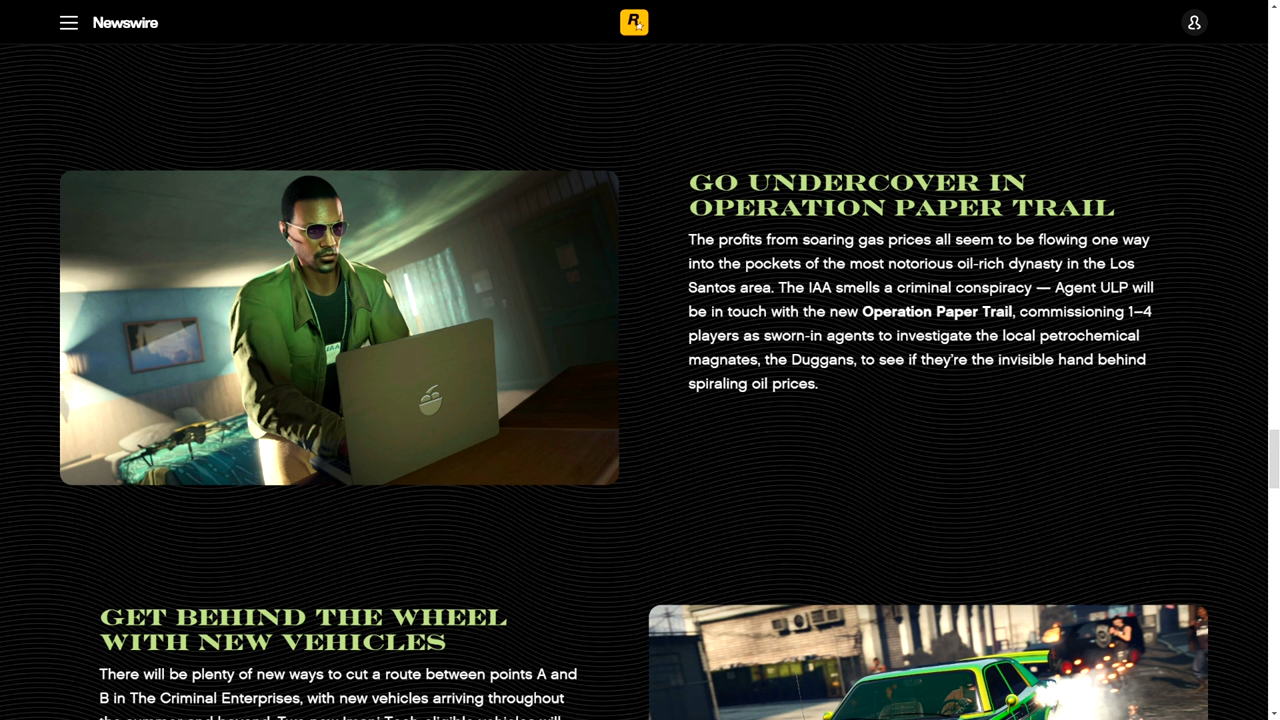 Newswire
R
GO UNDERCOVER IN
OPERATION PAPER TRAIL
The profits from soaring gas prices all seem to be flowing one way
into the pockets of the most notorious oil-rich dynasty in the Los
Santos area. The IAA smells a criminal conspiracy — Agent ULP will
be in touch with the new Operation Paper Trail, commissioning 1–4
players as sworn-in agents to investigate the local petrochemical
magnates, the Duggans, to see if they're the invisible hand behind
spiraling oil prices.
IAA
GET BEHIND THE WHEEL
WITH NEW VEHICLES
There will be plenty of new ways to cut a route between points A and
B in The Criminal Enterprises, with new vehicles arriving throughout